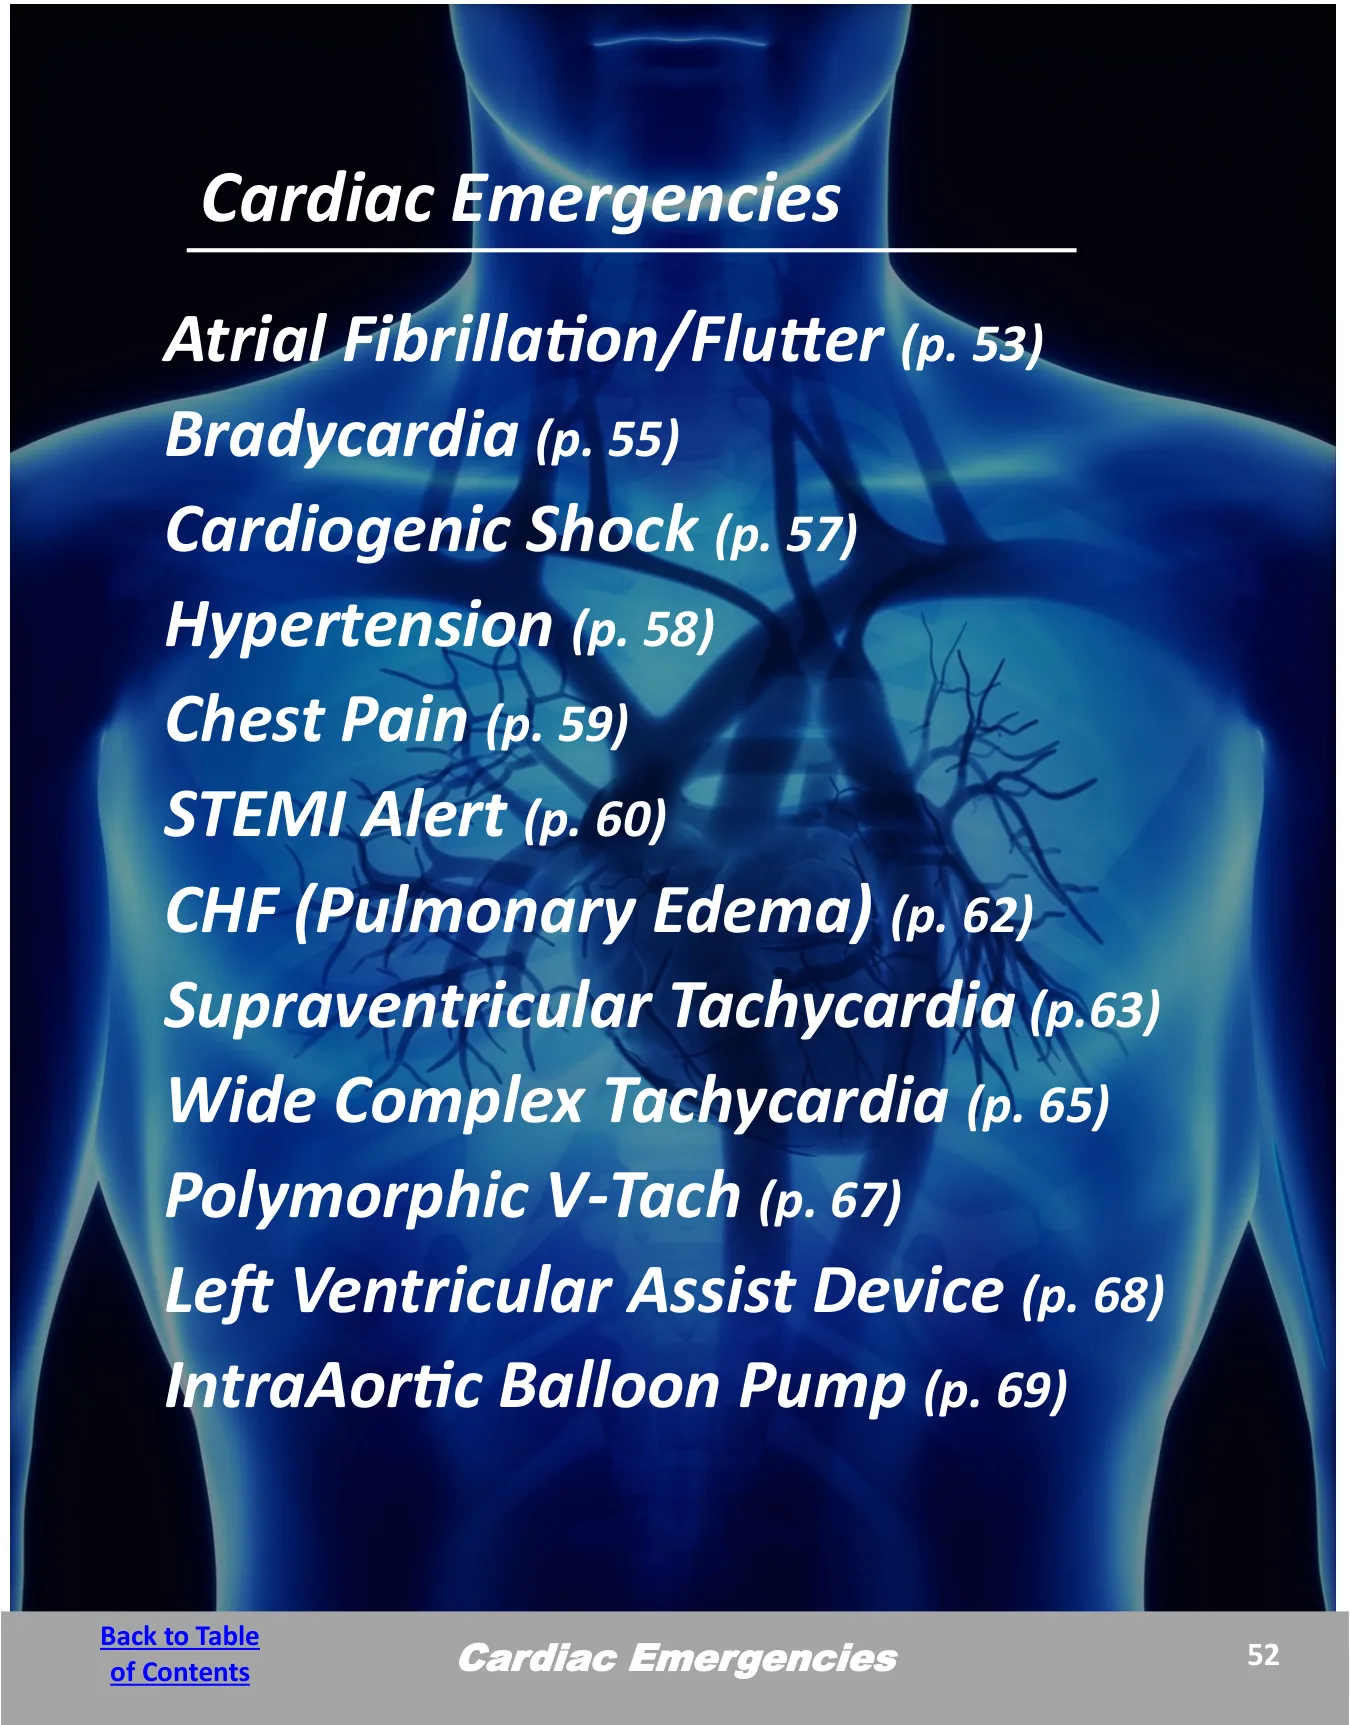 Cardiac Emergencies
Atrial Fibrillation/Flutter (p. 53)
Bradycardia (p. 55)
Cardiogenic Shock (p. 57)
Hypertension (p. 58)
Chest Pain (p. 59)
STEMI Alert (p. 60)
CHF (Pulmonary Edema) (p. 62)
Supraventricular Tachycardia (p.63)
Wide Complex Tachycardia (p. 65)
Polymorphic V-Tach (p. 67)
Left Ventricular Assist Device (p. 68)
IntraAortic Balloon Pump (p. 69)
Back to Table
of Contents
Cardiac Emergencies
52